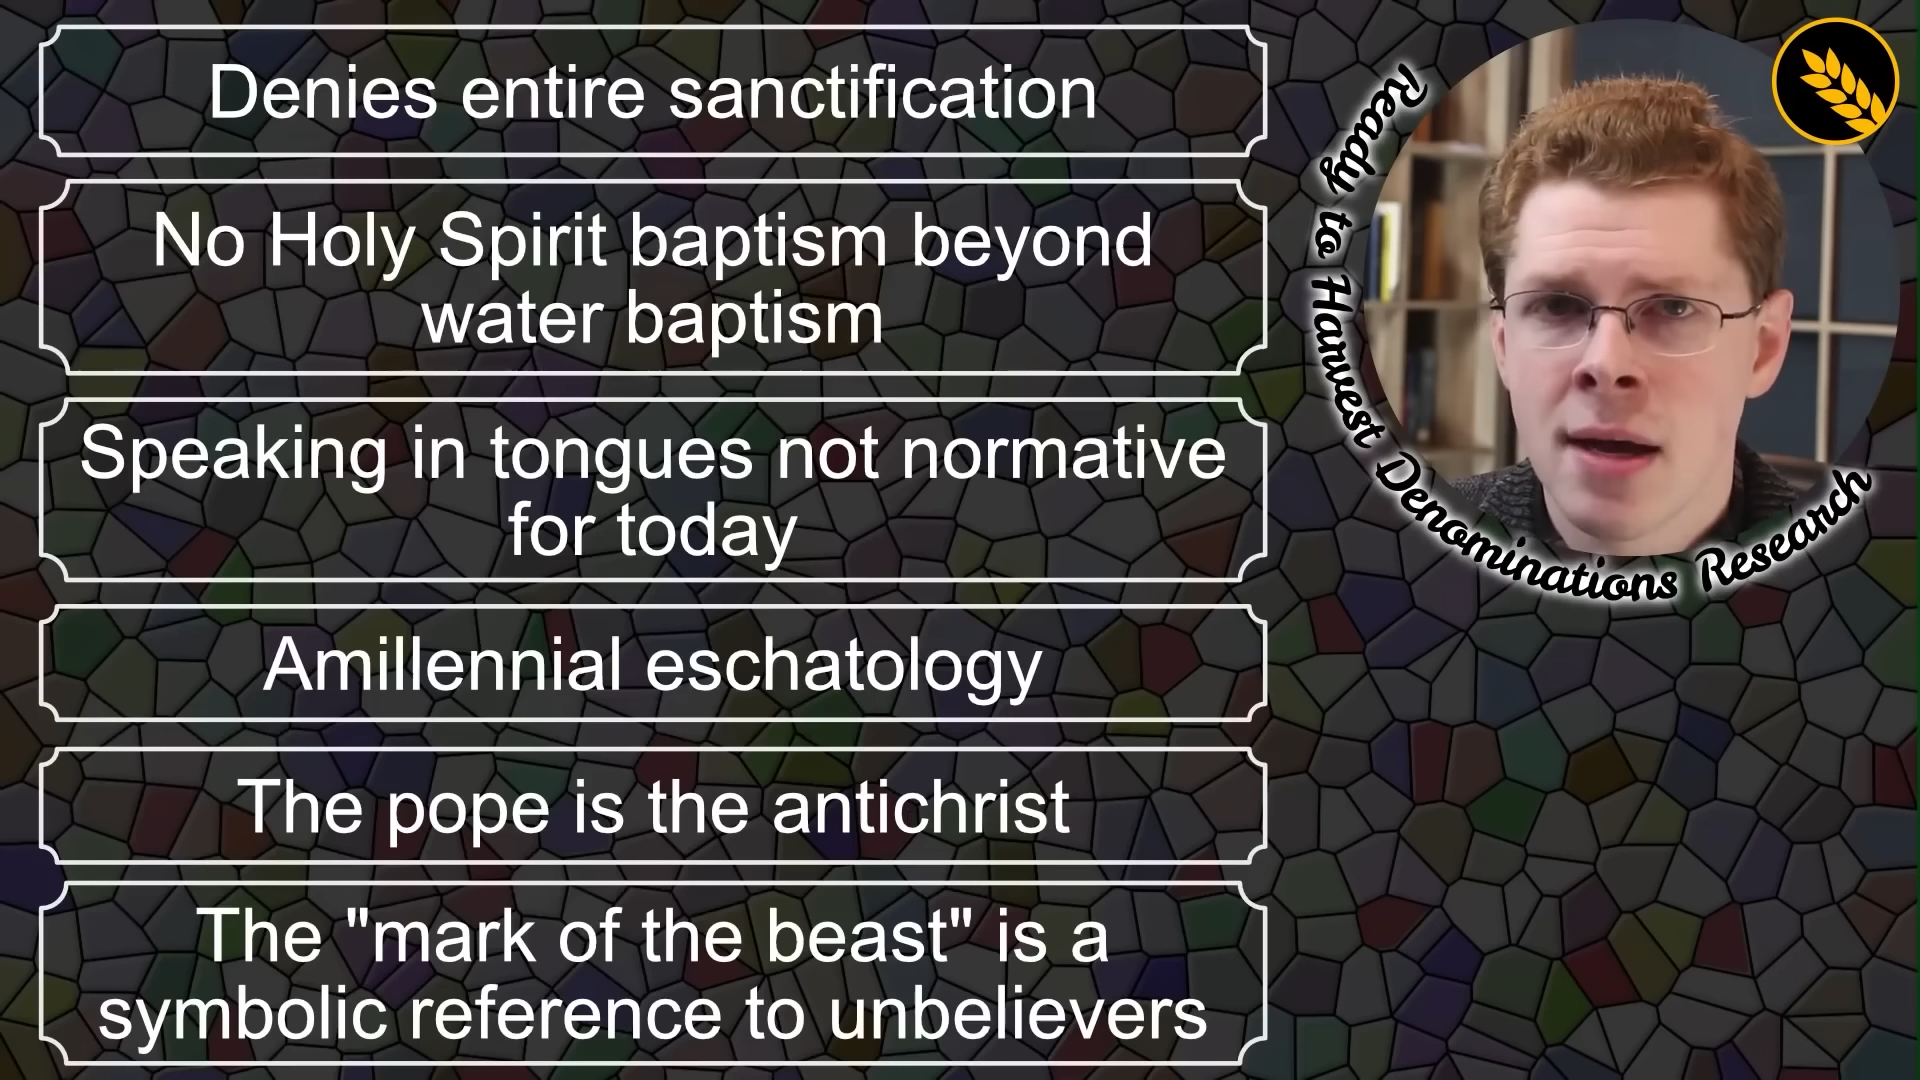 Denies entire sanctification
No Holy Spirit baptism beyond
water baptism
Speaking in tongues not normative
for today
Amillennial eschatology
The pope is the antichrist
The "mark of the beast" is a
symbolic reference to unbelievers
Ready to Harvest Denominations Research